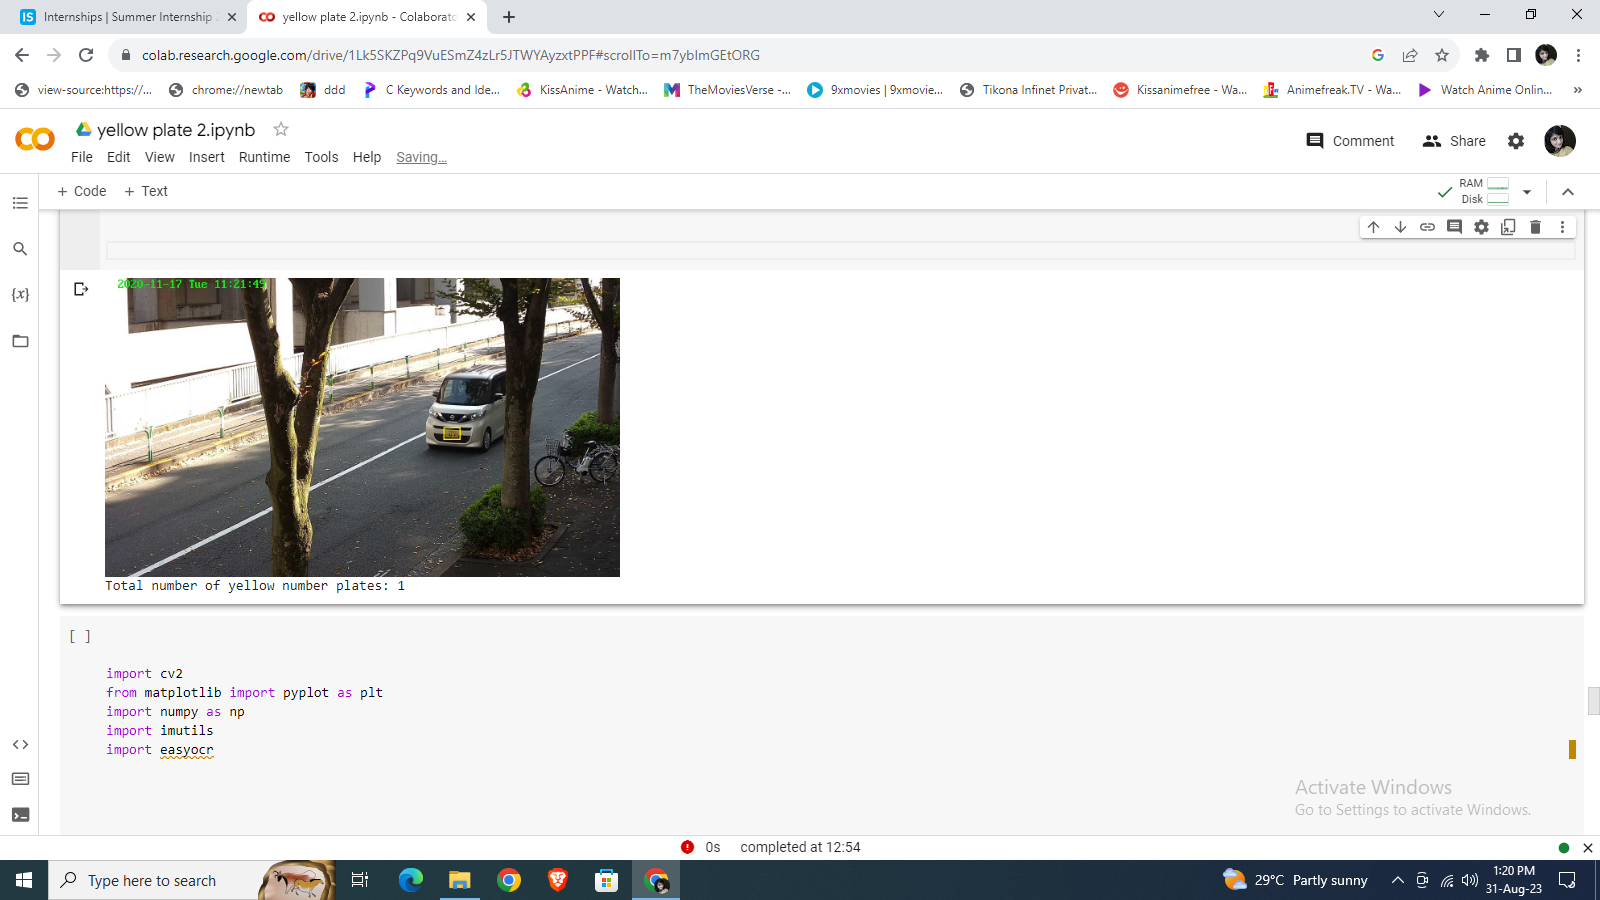 Internships | Summer Internship 2
yellow plate 2.ipynb - Colaborato
colab.research.google.com/drive/1Lk5SKZPq9VuESmZ4zLr5JTWYAyzxtPPF#scrollTo=m7yblmGEtORG
view-source:https://... chrome://newtab ddd C Keywords and Ide... KissAnime - Watch... TheMoviesVerse -... 9xmovies | 9xmovie... Tikona Infinet Privat... Kissanimefree - Wa... Animefreak.TV - Wa... Watch Anime Onlin... »
yellow plate 2.ipynb
Comment Share
File Edit View Insert Runtime Tools Help Saving...
+ Code + Text
RAM
Disk
{x}
2020-11-17 Tue 11:21:49
Total number of yellow number plates: 1
[ ]
import cv2
from matplotlib import pyplot as plt
import numpy as np
import imutils
import easyocr
Activate Windows
Go to Settings to activate Windows.
0s completed at 12:54
Type here to search
29°C Partly sunny
1:20 PM
31-Aug-23